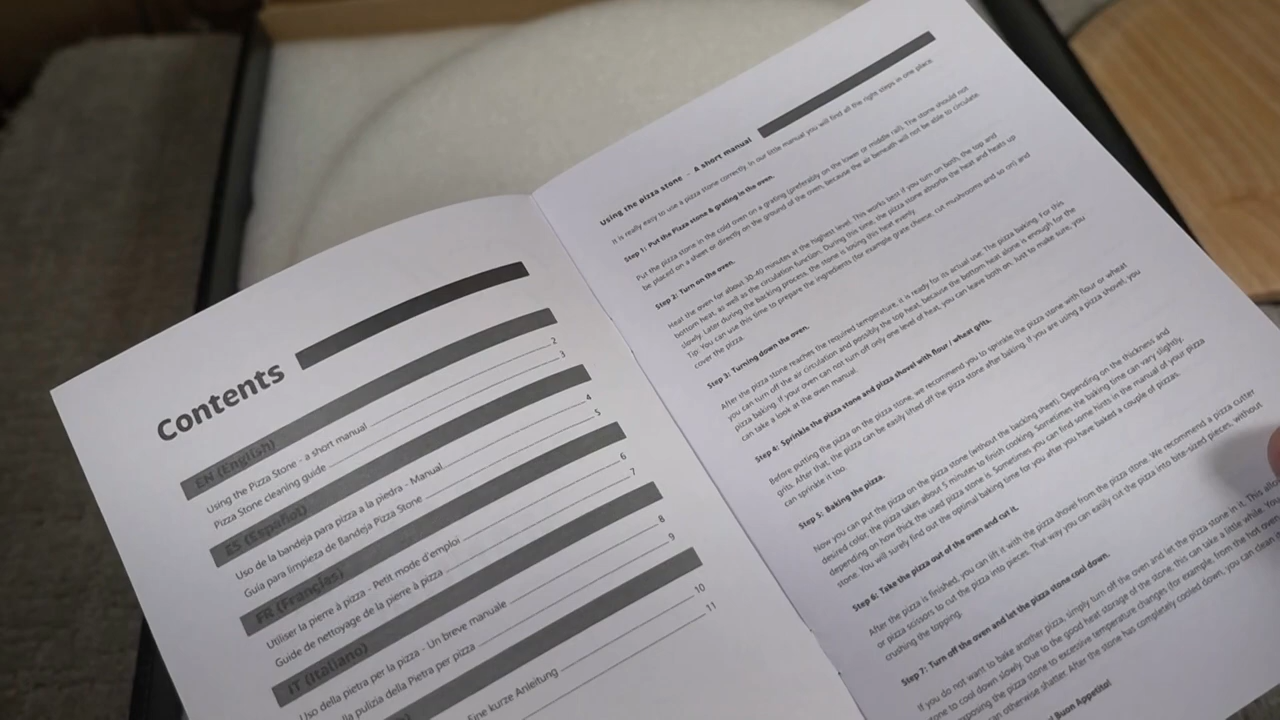 Contents
EN (English)
Using the Pizza Stone - a short manual 2
Pizza Stone cleaning guide 3
ES (Español)
Uso de la bandeja para pizza a la piedra - Manual 4
Guía para limpieza de Bandeja Pizza Stone 5
FR (Français)
Utiliser la pierre à pizza - Petit mode d'emploi 6
Guide de nettoyage de la pierre à pizza 7
IT (Italiano)
Uso della pietra per la pizza - Un breve manuale 8
la pulizia della Pietra per pizza 9
Eine kurze Anleitung 10
11
Using the pizza stone - A short manual
It is really easy to use a pizza stone correctly. In our little manual you will find all the right steps in one place.
Step 1: Put the Pizza stone & grating in the oven.
Put the pizza stone in the cold oven on a grating (preferably on the lower or middle rail). The stone should not
be placed on a sheet or directly on the ground of the oven, because the air beneath will not be able to circulate.
Step 2: Turn on the oven.
Heat the oven for about 30-40 minutes at the highest level. This works best if you turn on both, the top and
bottom heat, as well as the circulation function. During this time, the pizza stone absorbs the heat and heats up
slowly. Later during the backing process, the stone is losing this heat evenly.
Tip: You can use this time to prepare the ingredients (for example grate cheese, cut mushrooms and so on) and
cover the pizza.
Step 3: Turning down the oven.
After the pizza stone reaches the required temperature, it is ready for its actual use: The pizza baking. For this
you can turn off the air circulation and possibly the top heat, because the bottom heat alone is enough for the
pizza baking. If your oven can not turn off only one level of heat, you can leave both on. Just to make sure, you
can take a look at the oven manual.
Step 4: Sprinkle the pizza stone and pizza shovel with flour / wheat grits.
Before putting the pizza on the pizza stone, we recommend you to sprinkle the pizza stone with flour or wheat
grits. After that, the pizza can be easily lifted off the pizza stone after baking. If you are using a pizza shovel, you
can sprinkle it too.
Step 5: Baking the pizza.
Now you can put the pizza on the pizza stone (without the backing sheet). Depending on the thickness and
desired color, the pizza takes about 5 minutes to finish cooking. Sometimes the baking time can vary slightly,
depending on how thick the used pizza stone is. Sometimes you can find some hints in the manual of your pizza
stone. You will surely find out the optimal baking time for you after you have baked a couple of pizzas.
Step 6: Take the pizza out of the oven and cut it.
After the pizza is finished, you can lift it with the pizza shovel from the pizza stone. We recommend a pizza cutter
or pizza scissors to cut the pizza into pieces. That way you can easily cut the pizza into bite-sized pieces, without
crushing the topping.
Step 7: Turn off the oven and let the pizza stone cool down.
If you do not want to bake another pizza, simply turn off the oven and let the pizza stone in it. This
stone to cool down slowly. Due to the good heat storage of the stone, this can take a little while. You
exposing the pizza stone to excessive temperature changes (for example, from the hot oven
can otherwise shatter. After the stone has completely cooled down, you can clean
Buon Appetito!